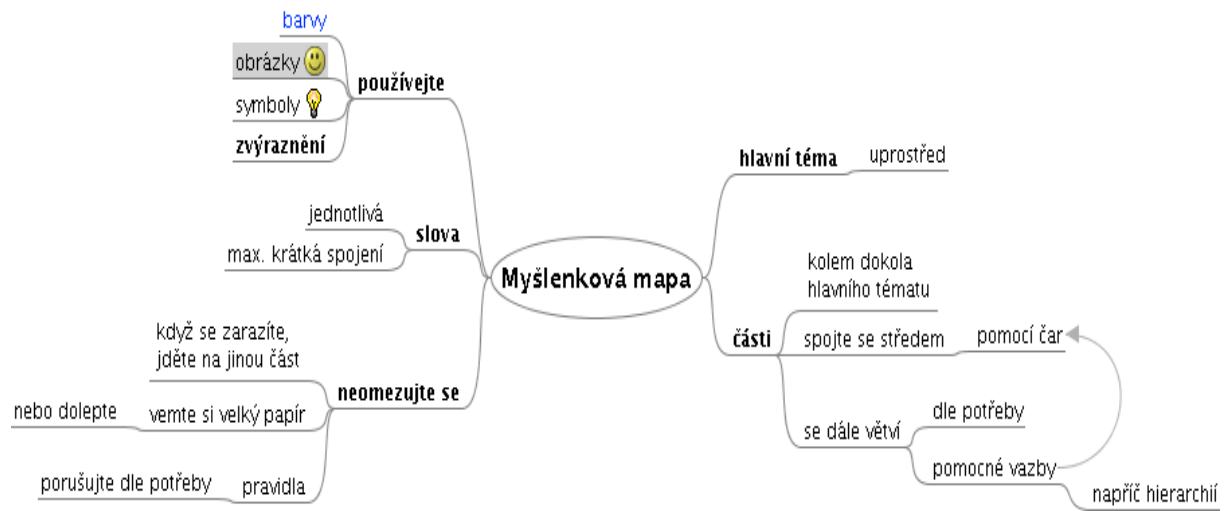 barvy
obrázky
symboly
zvýraznění
používejte
jednotlivá
max. krátká spojení
slova
když se zarazíte,
jděte na jinou část
nebo dolepte
vemte si velký papír
porušujte dle potřeby
pravidla
neomezujte se
Myšlenková mapa
hlavní téma
uprostřed
části
kolem dokola
hlavního tématu
spojte se středem
pomocí čar
se dále větví
dle potřeby
pomocné vazby
napříč hierarchií